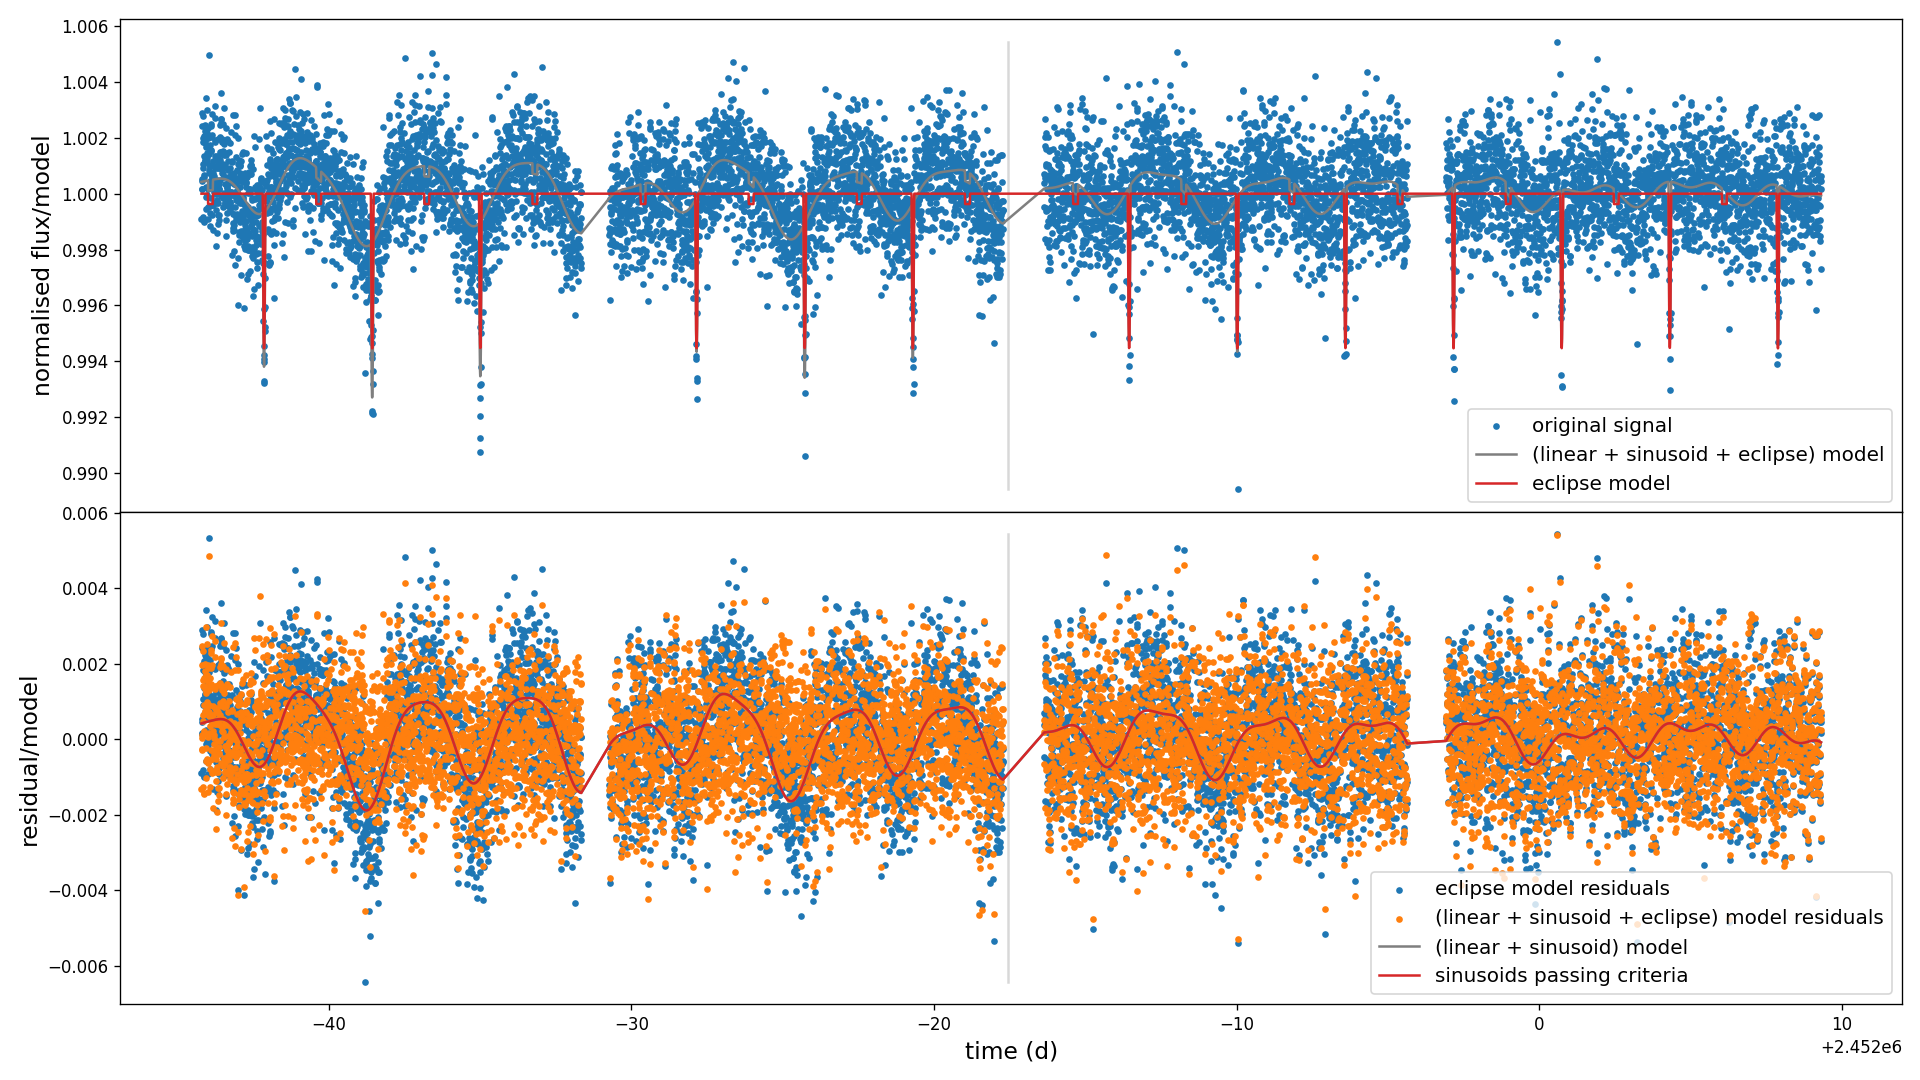 1.006
1.004
1.002
1.000
0.998
0.996
0.994
0.992
0.990
normalised flux/model
original signal
(linear + sinusoid + eclipse) model
eclipse model
0.006
0.004
0.002
0.000
−0.002
−0.004
−0.006
residual/model
eclipse model residuals
(linear + sinusoid + eclipse) model residuals
(linear + sinusoid) model
sinusoids passing criteria
−40 −30 −20 −10 0 10
time (d)
+2.452e6